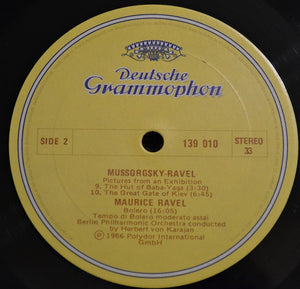 Deutsche
Grammophon
SIDE 2
139 010
STEREO
33
MUSSORGSKY-RAVEL
Pictures from an Exhibition
9. The Hut of Baba-Yaga (3:30)
10. The Great Gate of Kiev (6:45)
MAURICE RAVEL
Bolero (16:05)
Tempo di Bolero moderato assai
Berlin Philharmonic Orchestra conducted
by Herbert von Karajan
℗ 1966 Polydor International
GmbH